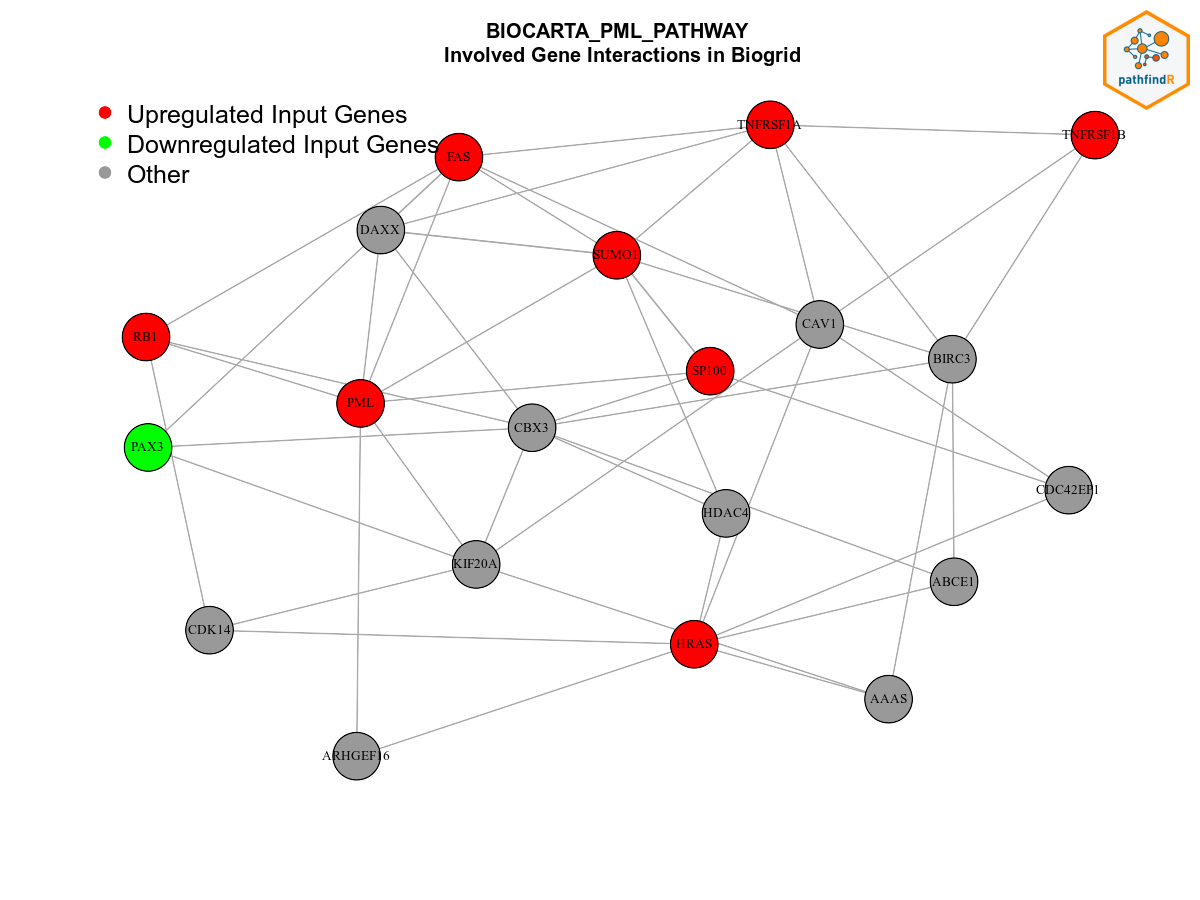 BIOCARTA_PML_PATHWAY
Involved Gene Interactions in Biogrid
pathfindR
Upregulated Input Genes
Downregulated Input Genes
Other
TNFRSF1A
TNFRSF1B
FAS
DAXX
SUMO1
CAV1
RB1
BIRC3
SP100
PML
CBX3
PAX3
CDC42EP1
HDAC4
KIF20A
ABCE1
CDK14
HRAS
AAAS
ARHGEF16